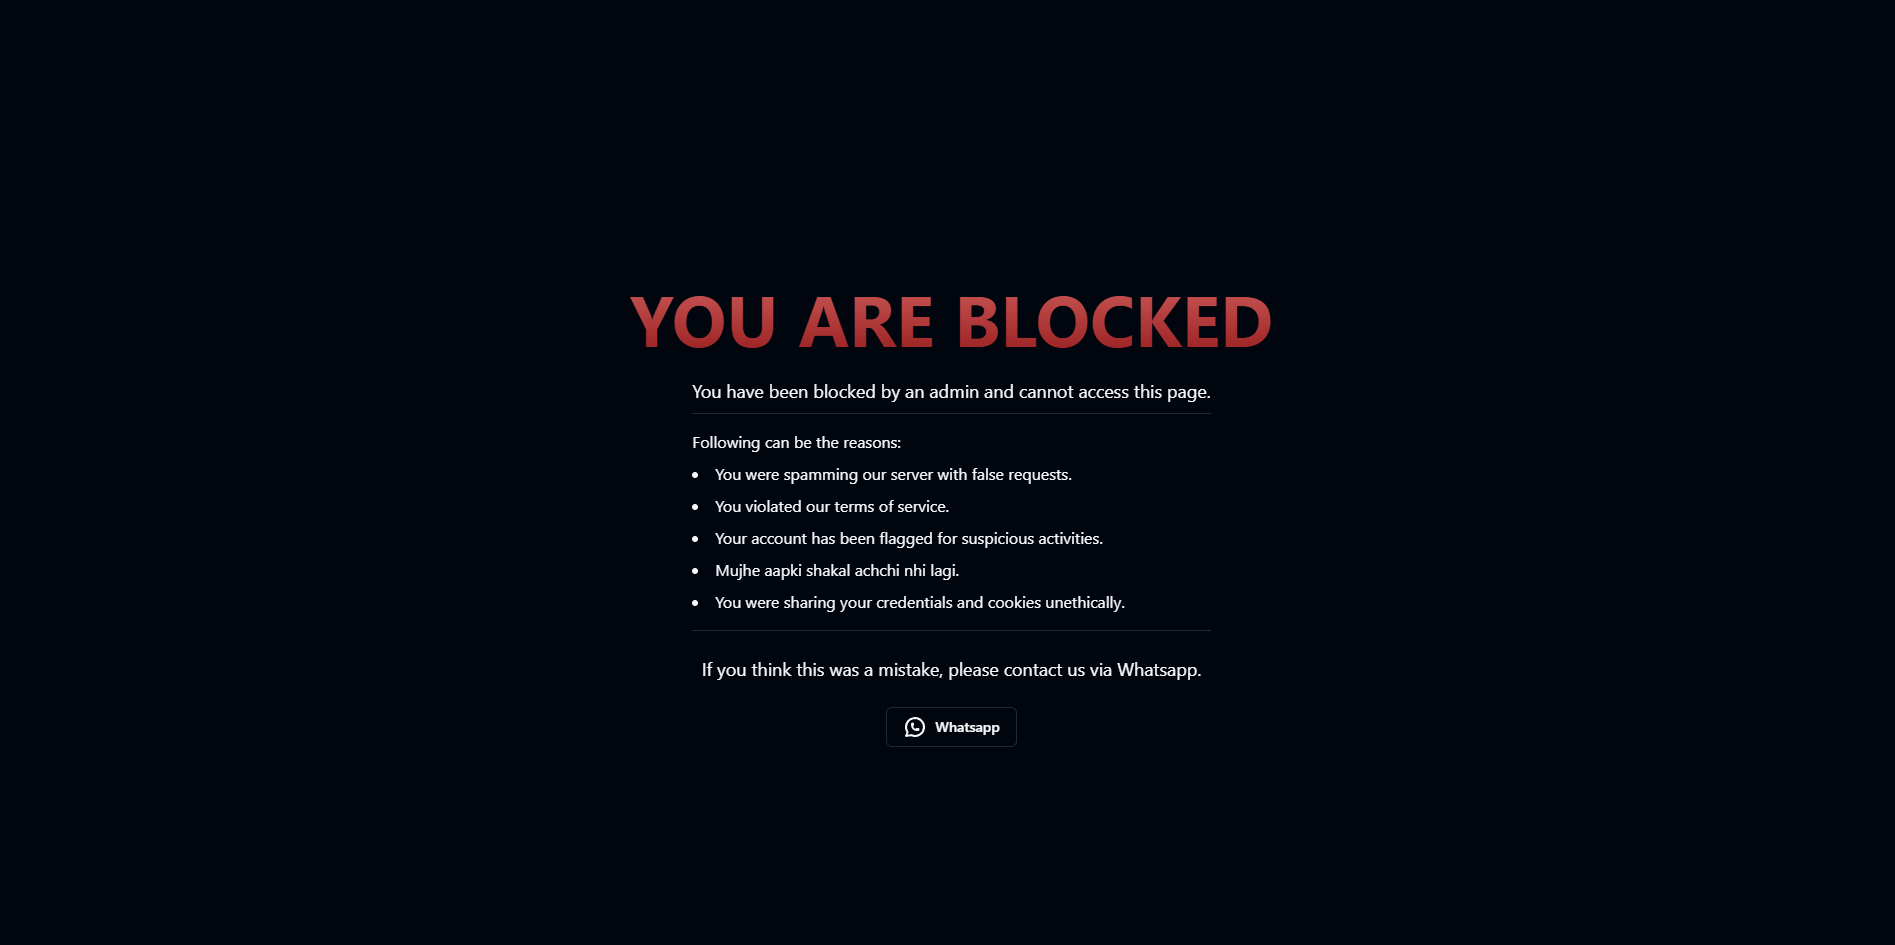 YOU ARE BLOCKED
You have been blocked by an admin and cannot access this page.
Following can be the reasons:
• You were spamming our server with false requests.
• You violated our terms of service.
• Your account has been flagged for suspicious activities.
• Mujhe aapki shakal achchi nhi lagi.
• You were sharing your credentials and cookies unethically.
If you think this was a mistake, please contact us via Whatsapp.
Whatsapp